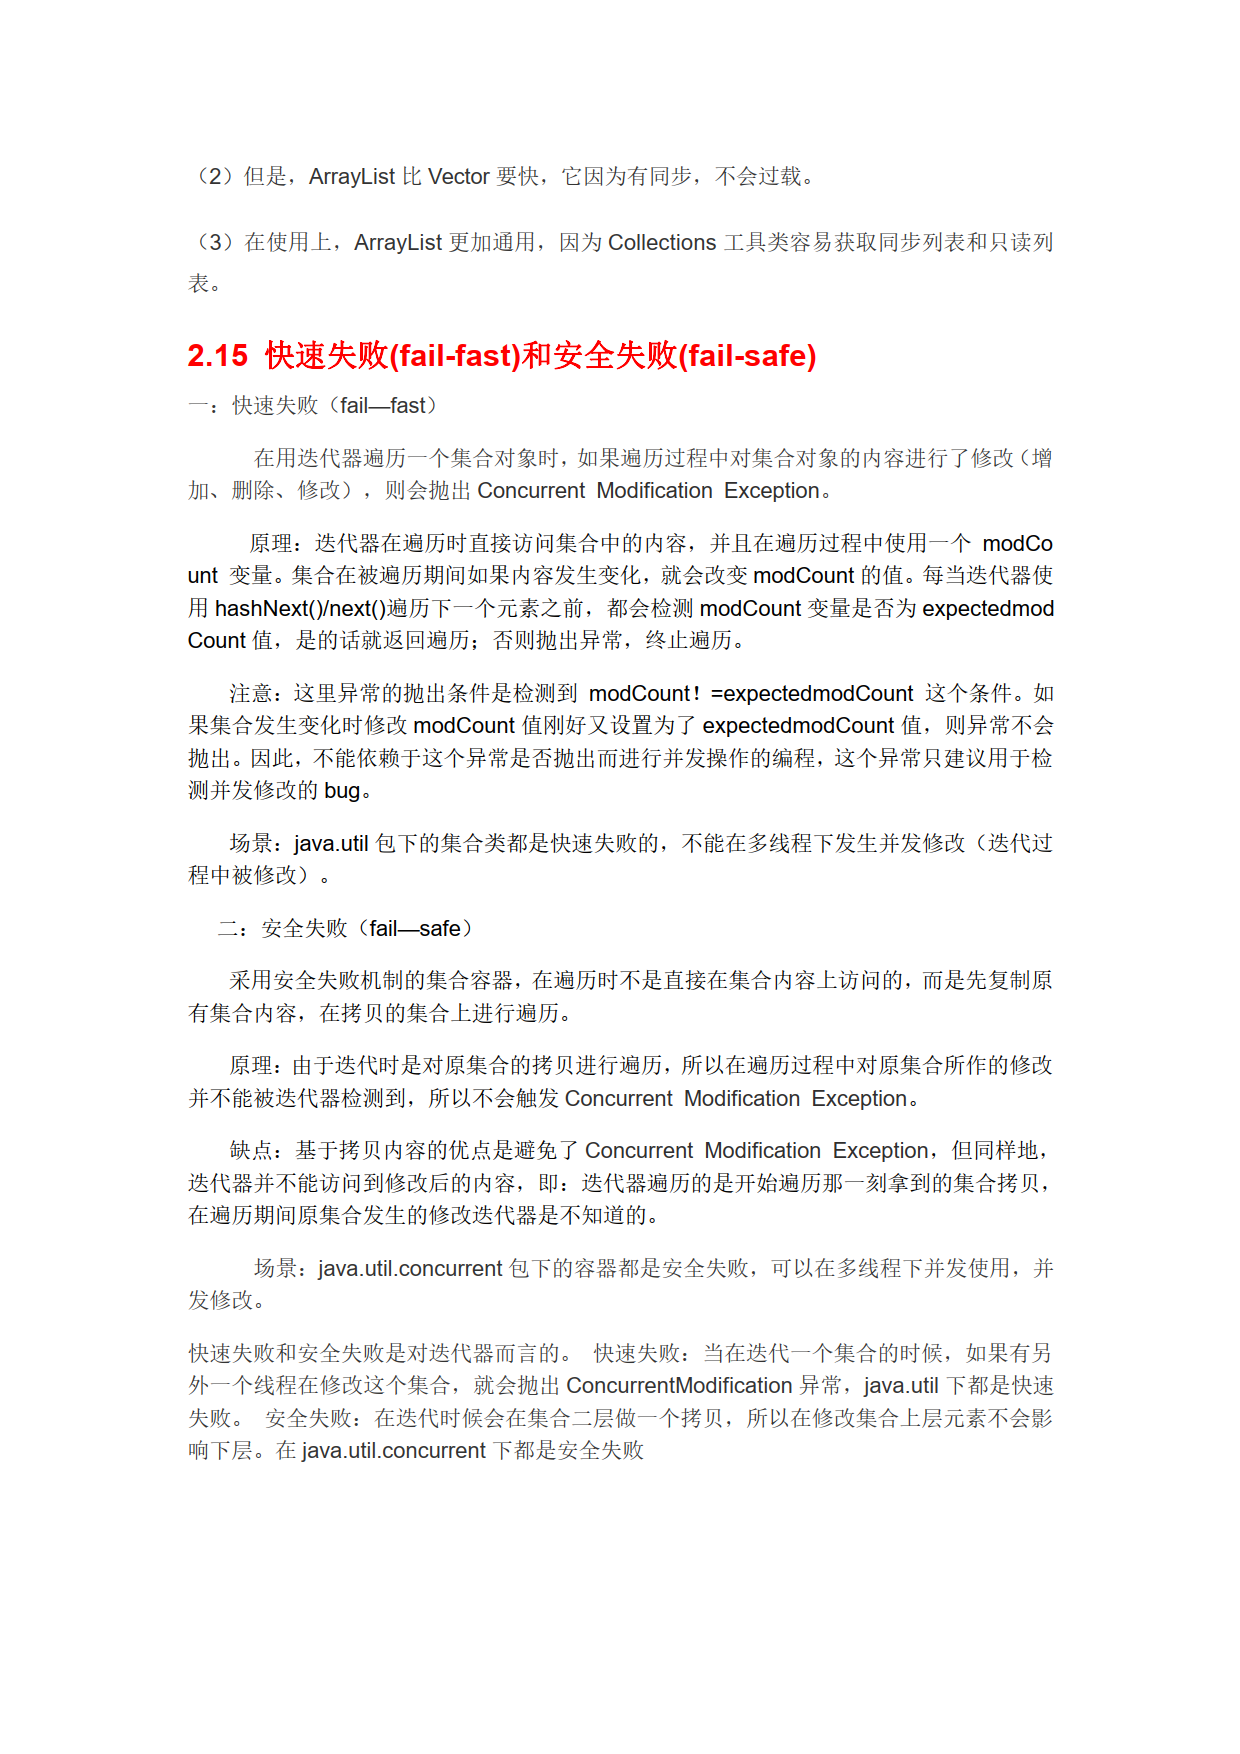 （2）但是，ArrayList 比 Vector 要快，它因为有同步，不会过载。
（3）在使用上，ArrayList 更加通用，因为 Collections 工具类容易获取同步列表和只读列
表。
2.15 快速失败(fail-fast)和安全失败(fail-safe)
一：快速失败（fail—fast）
在用迭代器遍历一个集合对象时，如果遍历过程中对集合对象的内容进行了修改（增
加、删除、修改），则会抛出 Concurrent Modification Exception。
原理：迭代器在遍历时直接访问集合中的内容，并且在遍历过程中使用一个 modCo
unt 变量。集合在被遍历期间如果内容发生变化，就会改变 modCount 的值。每当迭代器使
用 hashNext()/next()遍历下一个元素之前，都会检测 modCount 变量是否为 expectedmod
Count 值，是的话就返回遍历；否则抛出异常，终止遍历。
注意：这里异常的抛出条件是检测到 modCount！=expectedmodCount 这个条件。如
果集合发生变化时修改 modCount 值刚好又设置为了 expectedmodCount 值，则异常不会
抛出。因此，不能依赖于这个异常是否抛出而进行并发操作的编程，这个异常只建议用于检
测并发修改的 bug。
场景：java.util 包下的集合类都是快速失败的，不能在多线程下发生并发修改（迭代过
程中被修改）。
二：安全失败（fail—safe）
采用安全失败机制的集合容器，在遍历时不是直接在集合内容上访问的，而是先复制原
有集合内容，在拷贝的集合上进行遍历。
原理：由于迭代时是对原集合的拷贝进行遍历，所以在遍历过程中对原集合所作的修改
并不能被迭代器检测到，所以不会触发 Concurrent Modification Exception。
缺点：基于拷贝内容的优点是避免了 Concurrent Modification Exception，但同样地，
迭代器并不能访问到修改后的内容，即：迭代器遍历的是开始遍历那一刻拿到的集合拷贝，
在遍历期间原集合发生的修改迭代器是不知道的。
场景：java.util.concurrent 包下的容器都是安全失败，可以在多线程下并发使用，并
发修改。
快速失败和安全失败是对迭代器而言的。 快速失败：当在迭代一个集合的时候，如果有另
外一个线程在修改这个集合，就会抛出 ConcurrentModification 异常，java.util 下都是快速
失败。 安全失败：在迭代时候会在集合二层做一个拷贝，所以在修改集合上层元素不会影
响下层。在 java.util.concurrent 下都是安全失败